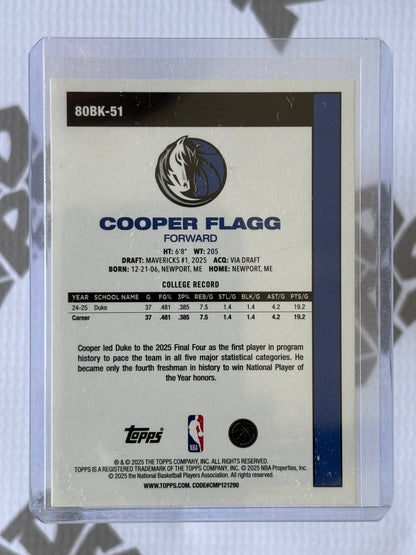 80BK-51
COOPER FLAGG
FORWARD
HT: 6'8" WT: 205
DRAFT: MAVERICKS #1, 2025 ACQ: VIA DRAFT
BORN: 12-21-06, NEWPORT, ME HOME: NEWPORT, ME
COLLEGE RECORD
YEAR SCHOOL NAME G FG% 3P% REB/G STL/G BLK/G AST/G PTS/G
24-25 Duke 37 .481 .385 7.5 1.4 1.4 4.2 19.2
Career 37 .481 .385 7.5 1.4 1.4 4.2 19.2
Cooper led Duke to the 2025 Final Four as the first player in program
history to pace the team in all five major statistical categories. He
became only the fourth freshman in history to win National Player of
the Year honors.
Topps
NBA
® & © 2025 THE TOPPS COMPANY, INC. ALL RIGHTS RESERVED.
TOPPS IS A REGISTERED TRADEMARK OF THE TOPPS COMPANY, INC. © 2025 NBA Properties, Inc.
© 2025 National Basketball Players Association. All Rights Reserved.
WWW.TOPPS.COM. CODE#CMP121290